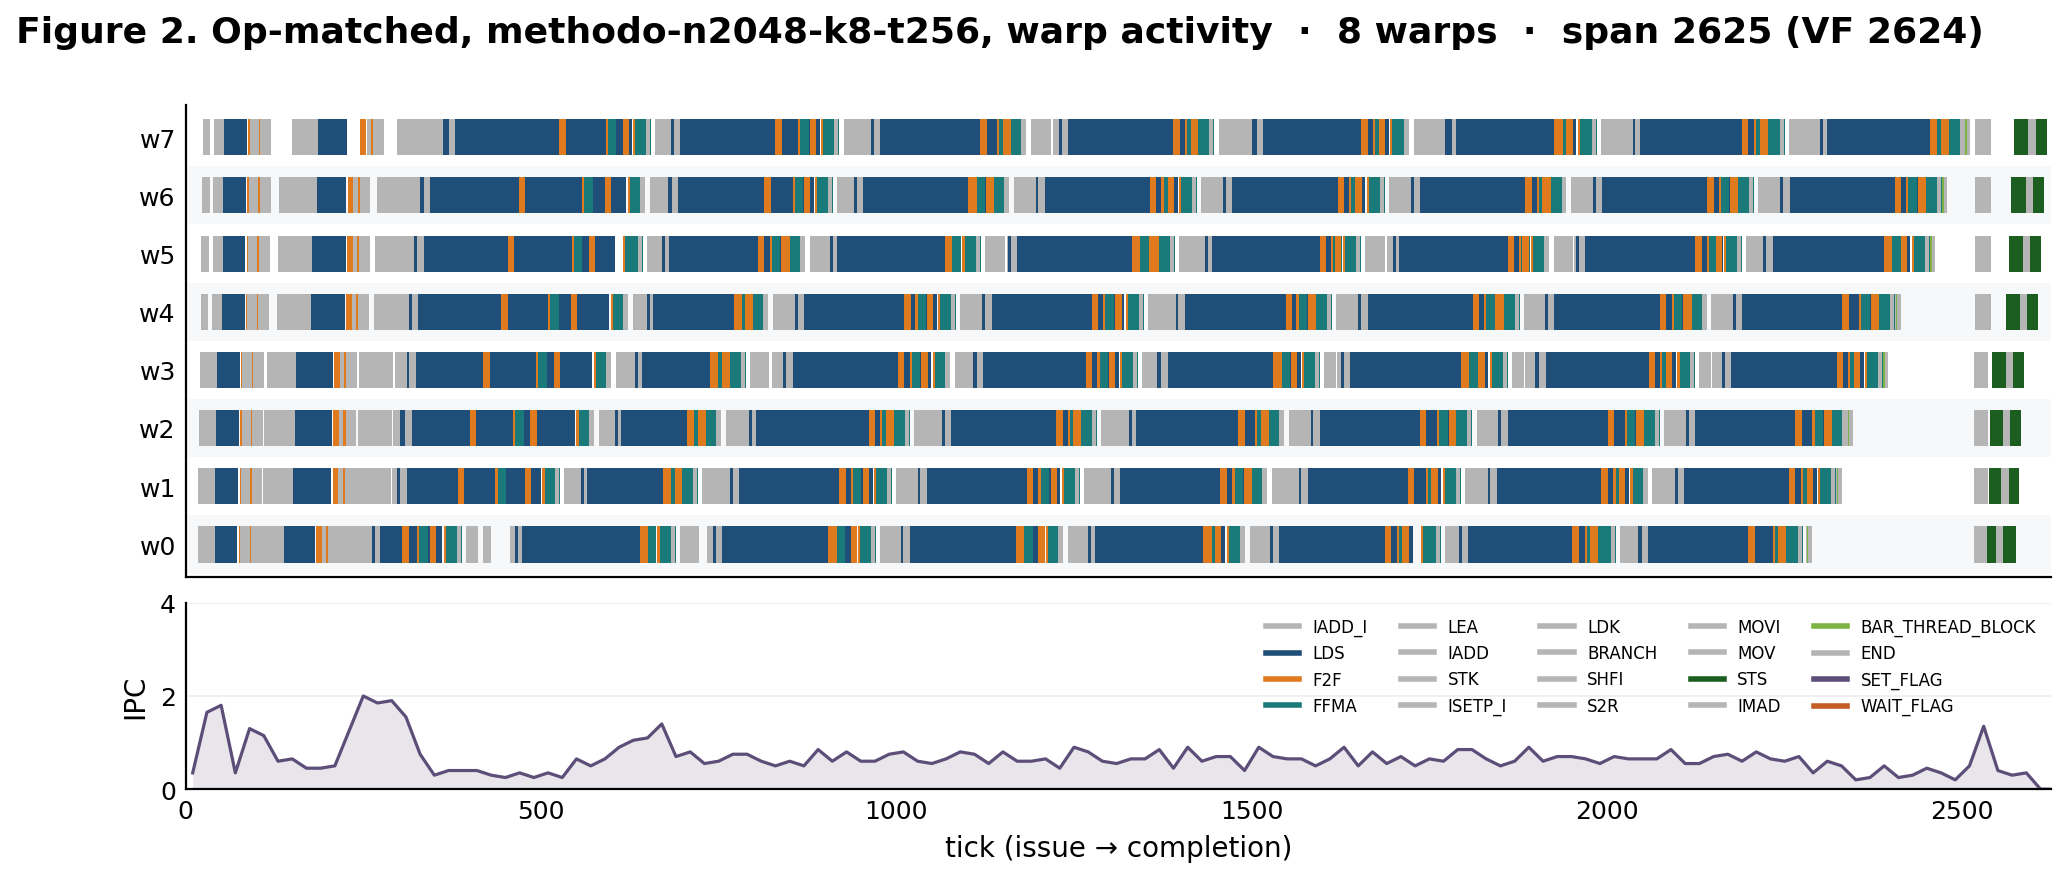 Figure 2. Op-matched, methodo-n2048-k8-t256, warp activity · 8 warps · span 2625 (VF 2624)
w7
w6
w5
w4
w3
w2
w1
w0
4
2
0
IPC
IADD_I LEA LDK MOVI BAR_THREAD_BLOCK
LDS IADD BRANCH MOV END
F2F STK SHFI STS SET_FLAG
FFMA ISETP_I S2R IMAD WAIT_FLAG
0 500 1000 1500 2000 2500
tick (issue → completion)